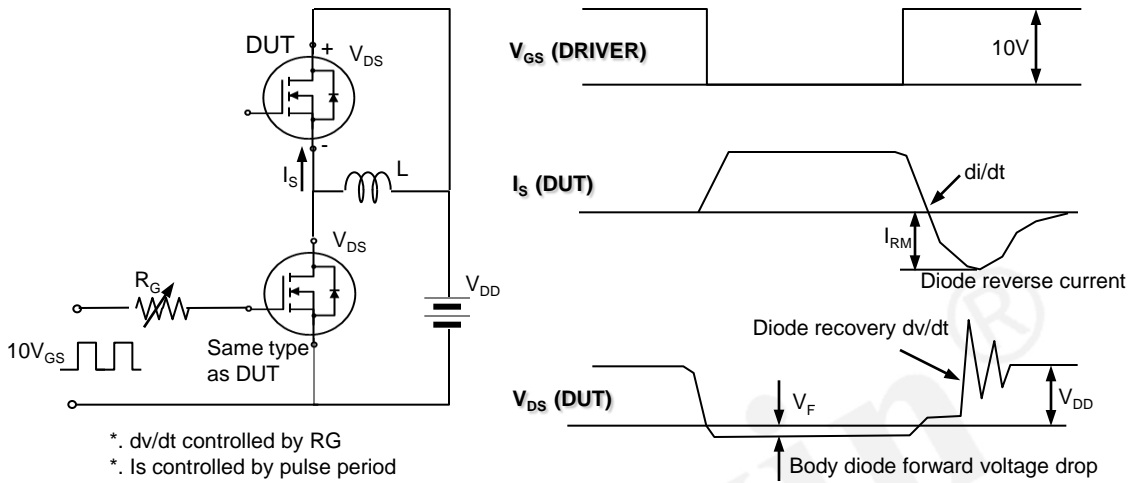 DUT
+
V_DS
-
I_S
L
V_DS
R_G
V_DD
10V_GS
Same type
as DUT
*. dv/dt controlled by RG
*. Is controlled by pulse period
V_GS (DRIVER)
10V
I_S (DUT)
di/dt
I_RM
Diode reverse current
Diode recovery dv/dt
V_DS (DUT)
V_F
V_DD
Body diode forward voltage drop
®